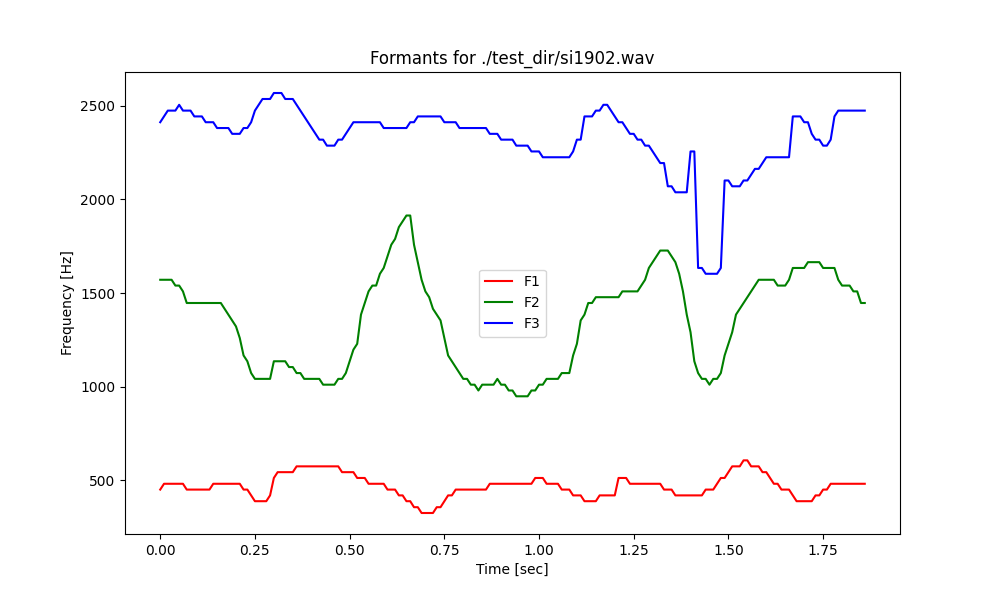 Formants for ./test_dir/si1902.wav
2500
2000
1500
1000
500
Frequency [Hz]
F1
F2
F3
0.00 0.25 0.50 0.75 1.00 1.25 1.50 1.75
Time [sec]